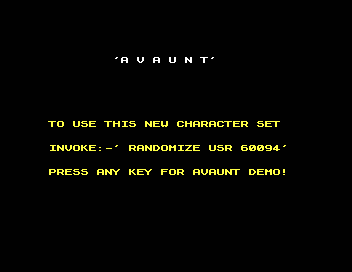 'A V A U N T'
TO USE THIS NEW CHARACTER SET
INVOKE:-' RANDOMIZE USR 60094'
PRESS ANY KEY FOR AVAUNT DEMO!